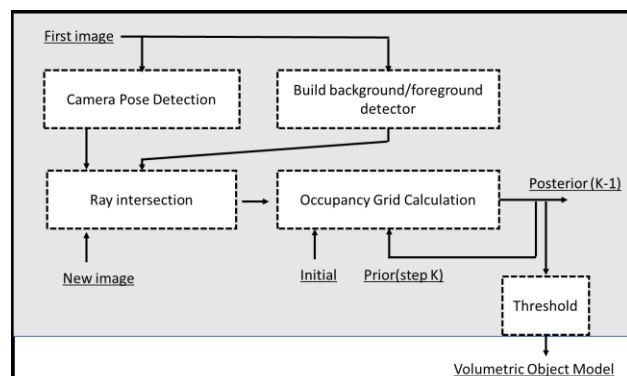 First image
Camera Pose Detection
Build background/foreground
detector
Ray intersection
Occupancy Grid Calculation
Posterior (K-1)
New image
Initial
Prior(step K)
Threshold
Volumetric Object Model